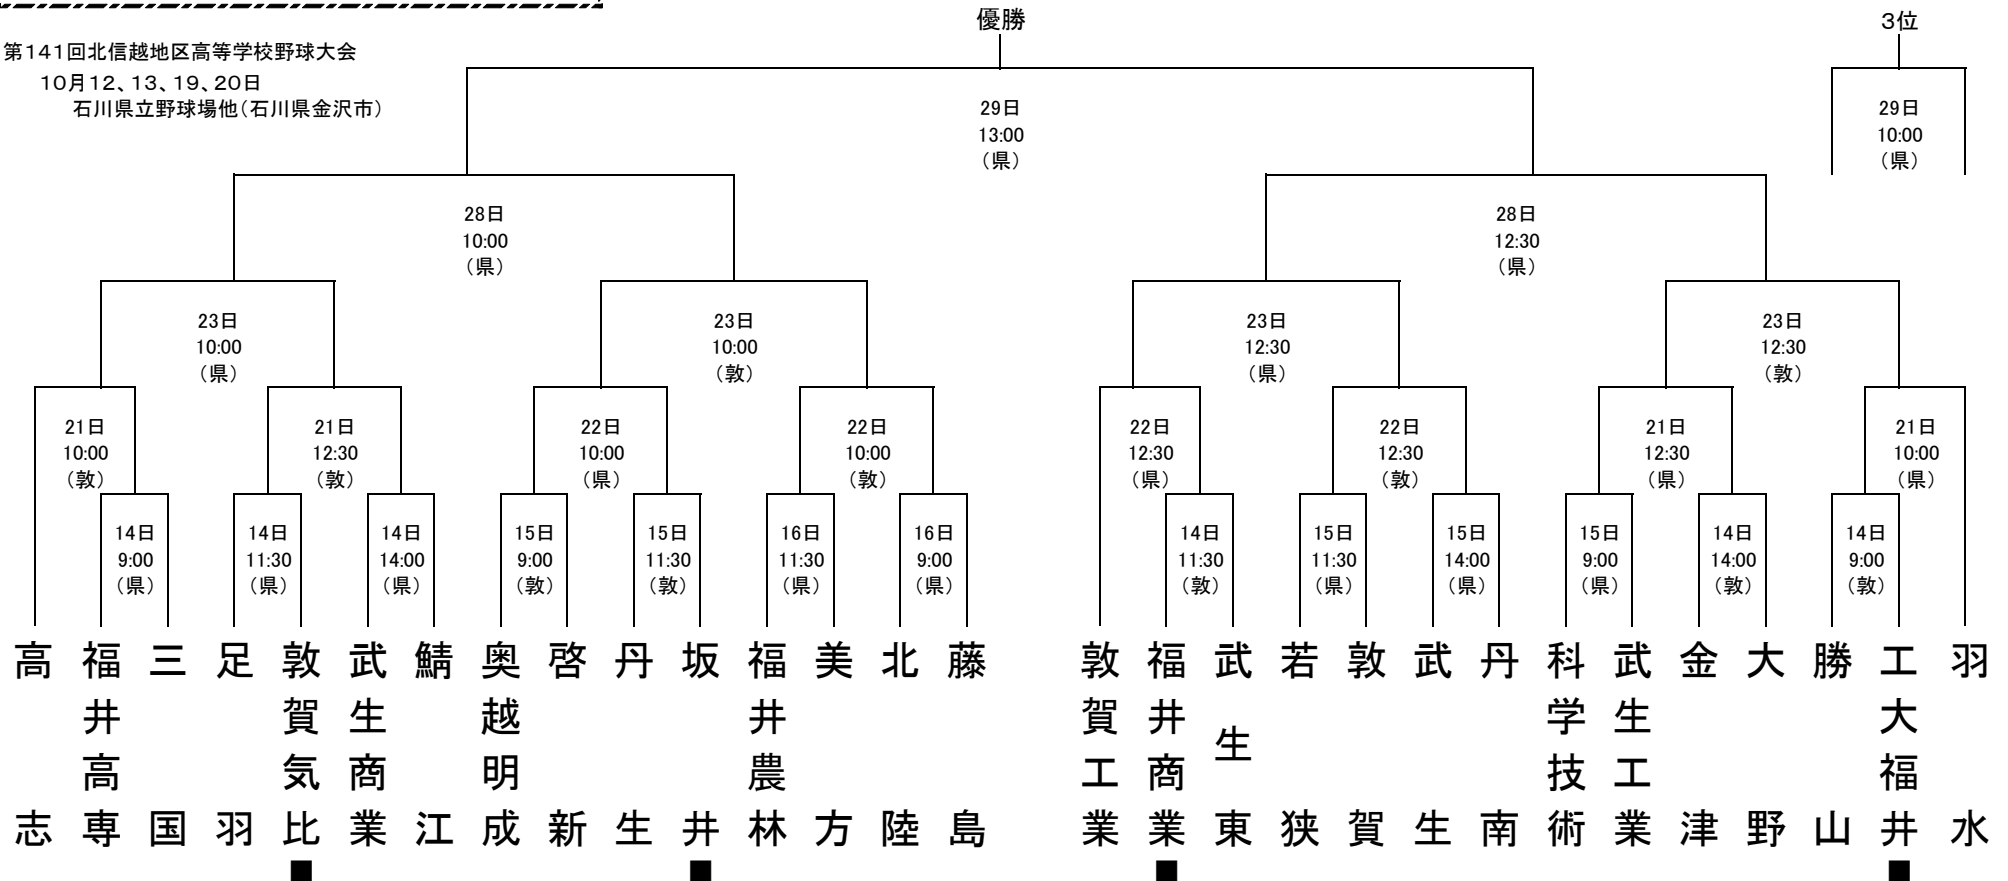 優勝
3位
第141回北信越地区高等学校野球大会
10月12、13、19、20日
石川県立野球場他(石川県金沢市)
29日
13:00
(県)
29日
10:00
(県)
28日
10:00
(県)
28日
12:30
(県)
23日
10:00
(県)
23日
10:00
(敦)
23日
12:30
(県)
23日
12:30
(敦)
21日
10:00
(敦)
21日
12:30
(敦)
22日
10:00
(県)
22日
10:00
(敦)
22日
12:30
(県)
22日
12:30
(敦)
21日
12:30
(県)
21日
10:00
(県)
14日
9:00
(県)
14日
11:30
(県)
14日
14:00
(県)
15日
9:00
(敦)
15日
11:30
(敦)
16日
11:30
(県)
16日
9:00
(県)
14日
11:30
(敦)
15日
11:30
(県)
15日
14:00
(県)
15日
9:00
(県)
14日
14:00
(敦)
14日
9:00
(敦)
高志
福井高専
三国
足羽
敦賀気比
武生商業
鯖江
奥越明成
啓新
丹生
坂井
福井農林
美方
北陸
藤島
敦賀工業
福井商業
武生東
若狭
敦賀
武生
丹南
科学技術
武生工業
金津
大野
勝山
工大福井
羽水